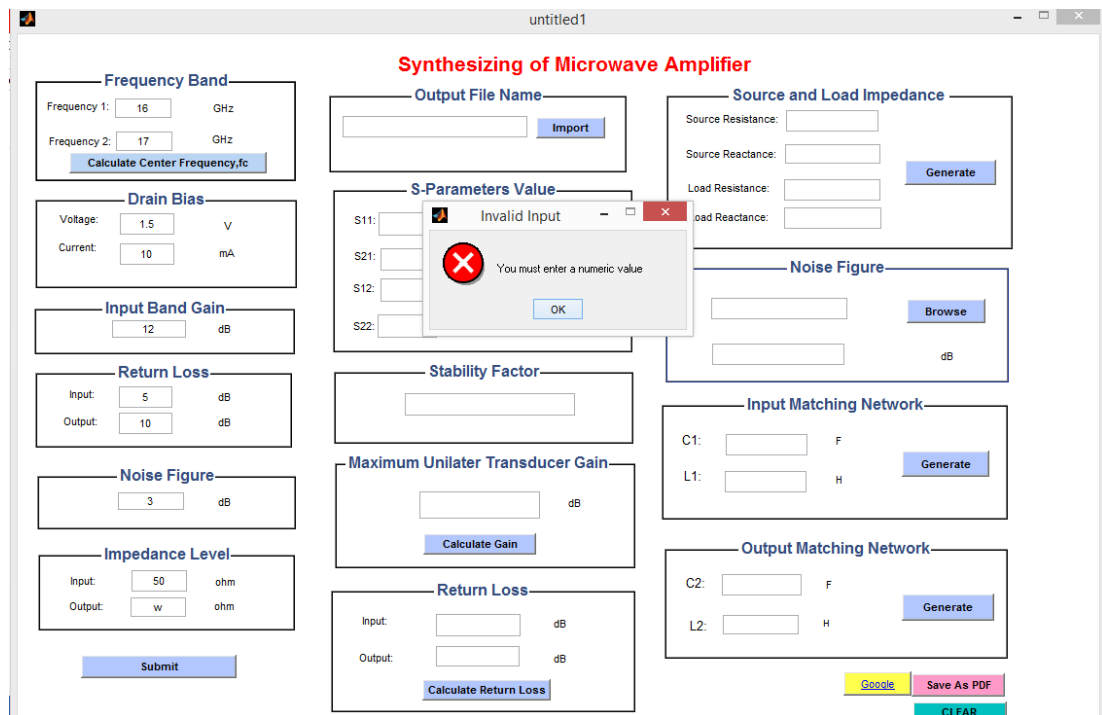 untitled1
Synthesizing of Microwave Amplifier
Frequency Band
Frequency 1: 16 GHz
Frequency 2: 17 GHz
Calculate Center Frequency,fc
Drain Bias
Voltage: 1.5 V
Current: 10 mA
Input Band Gain
12 dB
Return Loss
Input: 5 dB
Output: 10 dB
Noise Figure
3 dB
Impedance Level
Input: 50 ohm
Output: w ohm
Submit
Output File Name
Import
S-Parameters Value
S11:
S21:
S12:
S22:
Invalid Input
You must enter a numeric value
OK
Stability Factor
Maximum Unilater Transducer Gain
dB
Calculate Gain
Return Loss
Input: dB
Output: dB
Calculate Return Loss
Source and Load Impedance
Source Resistance:
Source Reactance:
Generate
Load Resistance:
oad Reactance:
Noise Figure
Browse
dB
Input Matching Network
C1: F
Generate
L1: H
Output Matching Network
C2: F
Generate
L2: H
Google Save As PDF
CLEAR